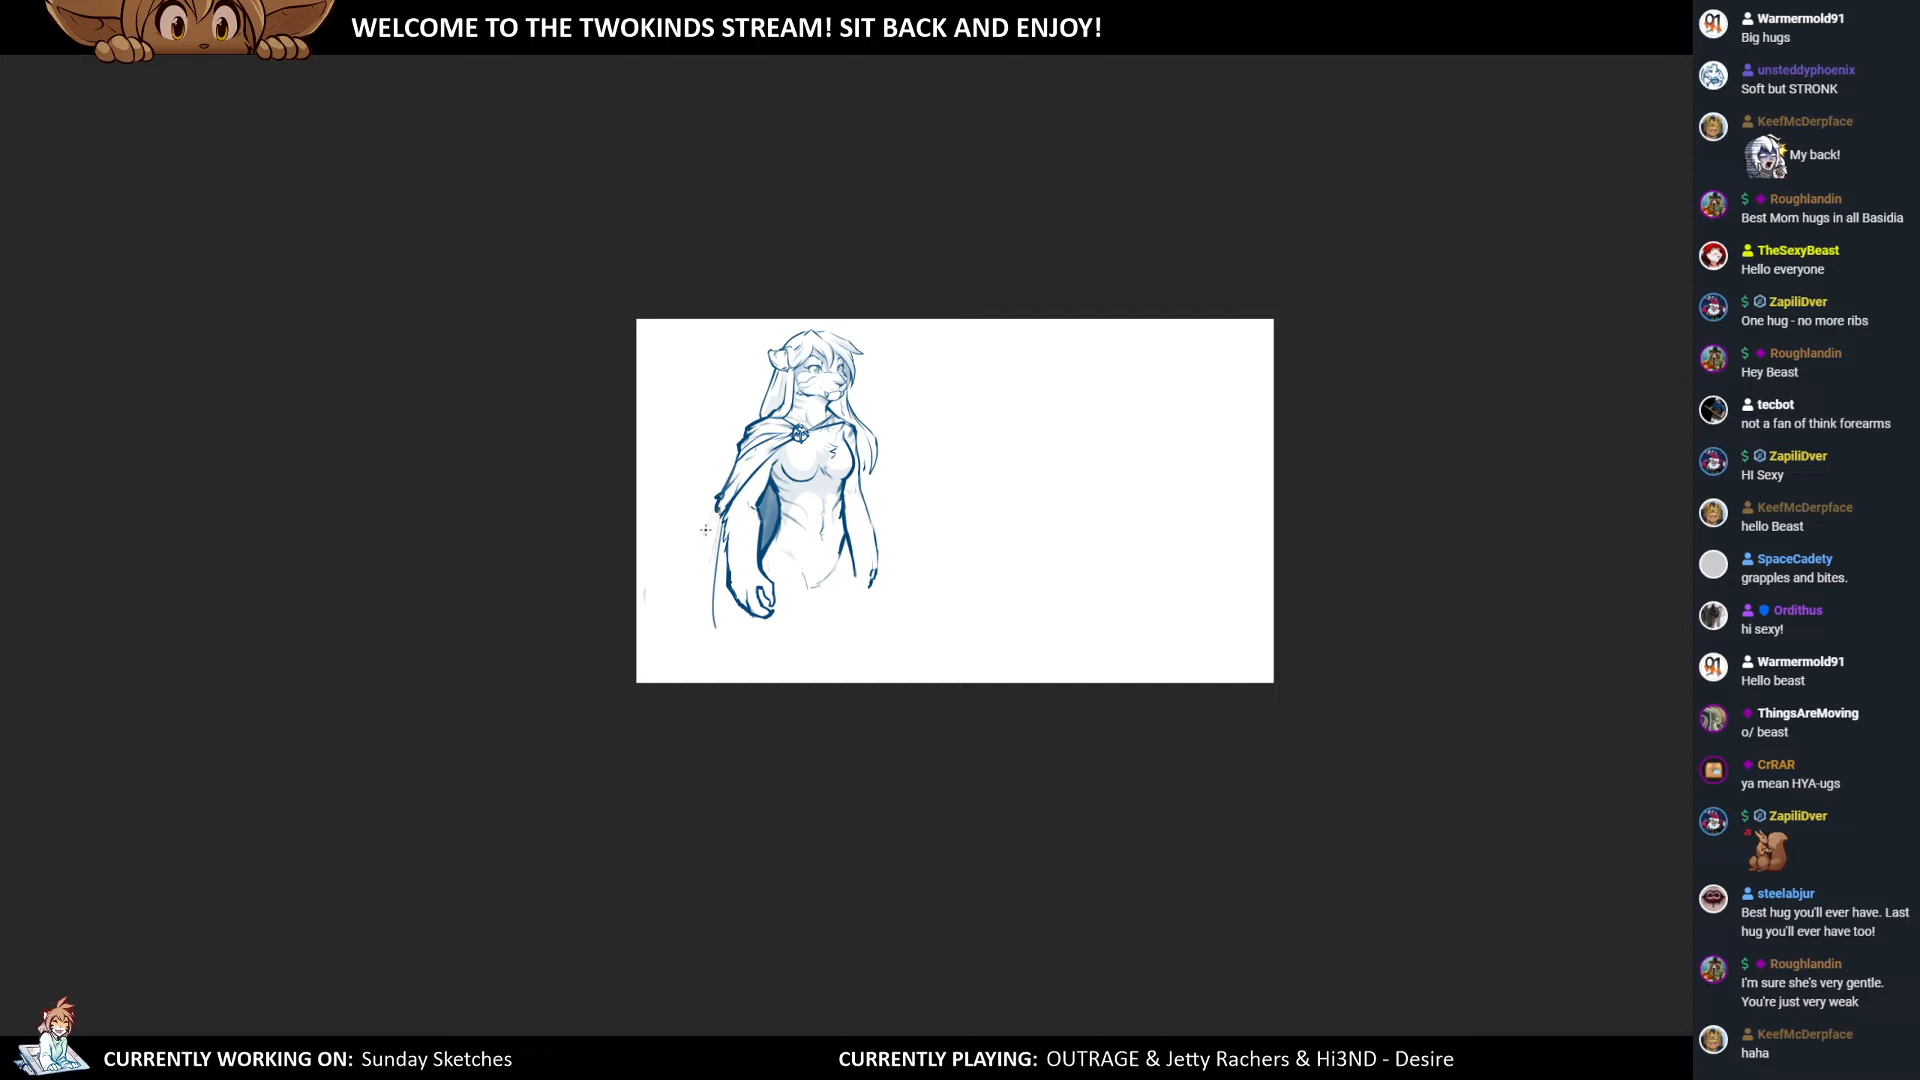 WELCOME TO THE TWOKINDS STREAM! SIT BACK AND ENJOY!
Warmermold91
Big hugs
unsteddyphoenix
Soft but STRONK
KeefMcDerpface
My back!
Roughlandin
Best Mom hugs in all Basidia
TheSexyBeast
Hello everyone
ZapiliDver
One hug - no more ribs
Roughlandin
Hey Beast
tecbot
not a fan of think forearms
ZapiliDver
HI Sexy
KeefMcDerpface
hello Beast
SpaceCadety
grapples and bites.
Ordithus
hi sexy!
Warmermold91
Hello beast
ThingsAreMoving
o/ beast
CrRAR
ya mean HYA-ugs
ZapiliDver
steelabjur
Best hug you'll ever have. Last
hug you'll ever have too!
Roughlandin
I'm sure she's very gentle.
You're just very weak
KeefMcDerpface
haha
CURRENTLY WORKING ON: Sunday Sketches
CURRENTLY PLAYING: OUTRAGE & Jetty Rachers & Hi3ND - Desire